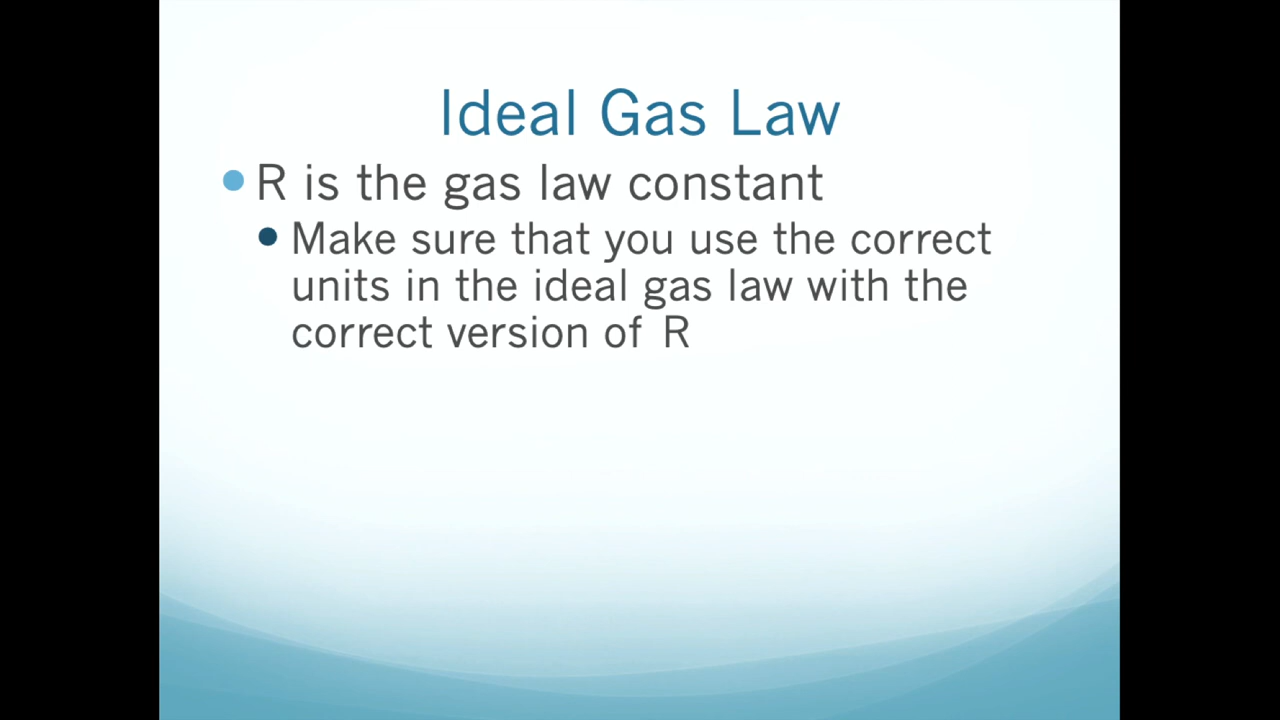 Ideal Gas Law
R is the gas law constant
Make sure that you use the correct
units in the ideal gas law with the
correct version of R